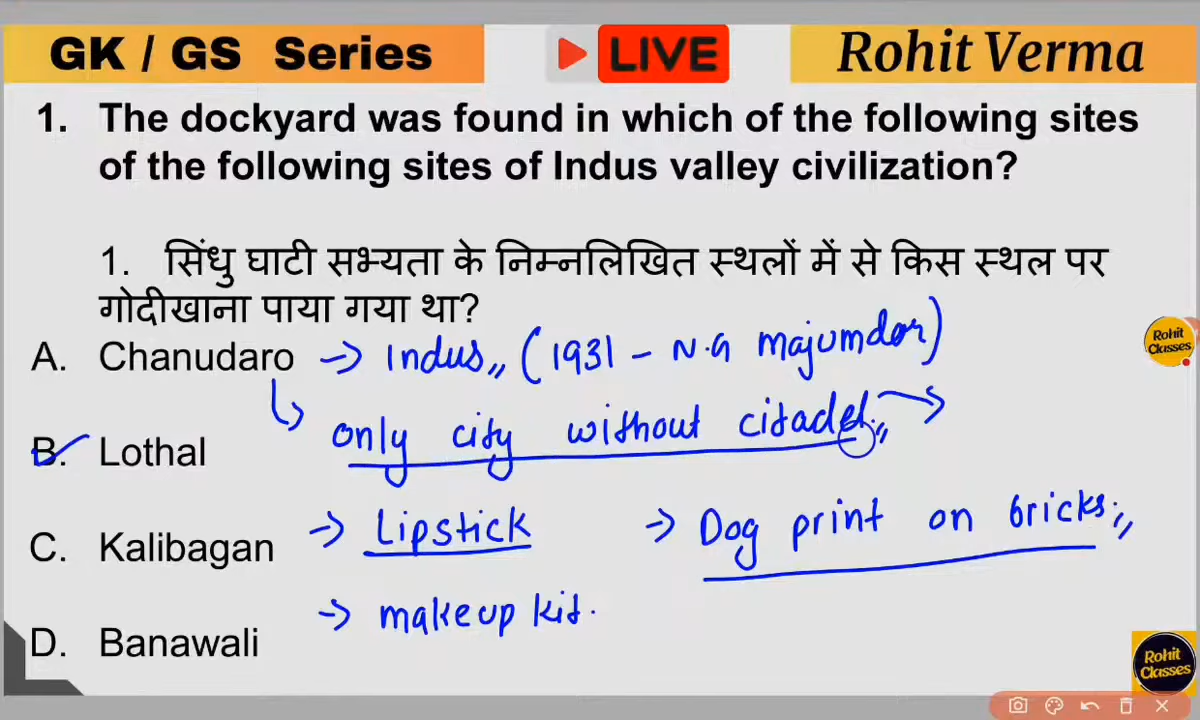 GK / GS Series LIVE Rohit Verma
1. The dockyard was found in which of the following sites
of the following sites of Indus valley civilization?
1. सिंधु घाटी सभ्यता के निम्नलिखित स्थलों में से किस स्थल पर
गोदीखाना पाया गया था?
A. Chanudaro → Indus,, (1931 - N.G majumdar)
only city without citadel,, →
B. Lothal
→ Lipstick → Dog print on bricks,,
C. Kalibagan
→ makeup kit.
D. Banawali
Rohit
Classes
Rohit
Classes